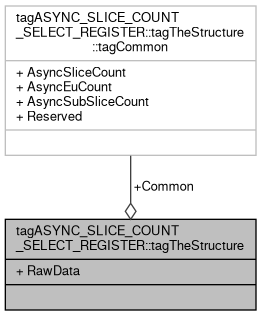 tagASYNC_SLICE_COUNT
_SELECT_REGISTER::tagTheStructure
::tagCommon
+ AsyncSliceCount
+ AsyncEuCount
+ AsyncSubSliceCount
+ Reserved
+Common
tagASYNC_SLICE_COUNT
_SELECT_REGISTER::tagTheStructure
+ RawData